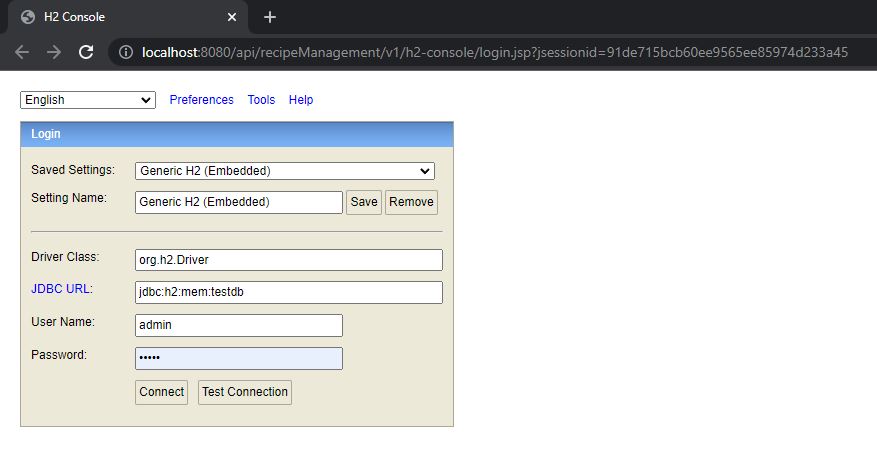 H2 Console
localhost:8080/api/recipeManagement/v1/h2-console/login.jsp?jsessionid=91de715bcb60ee9565ee85974d233a45
English Preferences Tools Help
Login
Saved Settings: Generic H2 (Embedded)
Setting Name: Generic H2 (Embedded) Save Remove
Driver Class: org.h2.Driver
JDBC URL: jdbc:h2:mem:testdb
User Name: admin
Password: •••••
Connect Test Connection